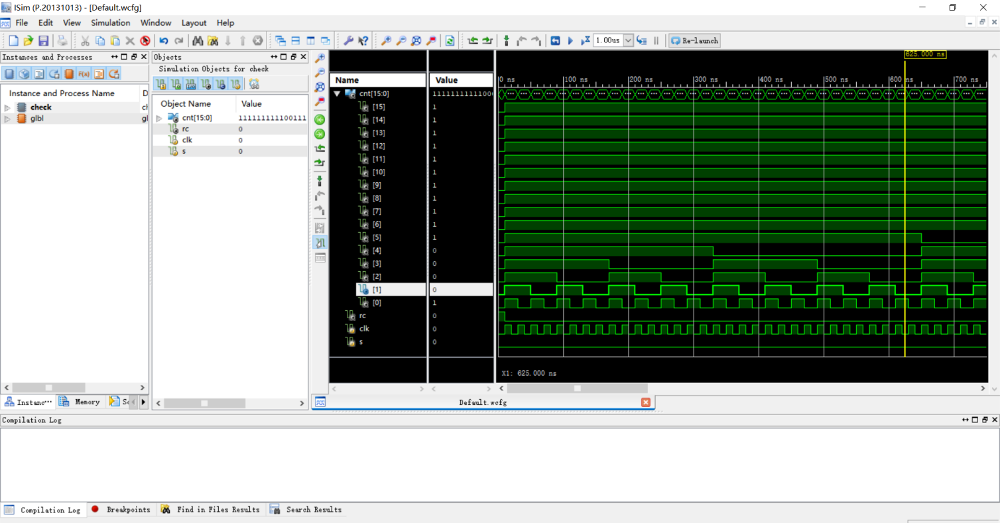 ISim (P.20131013) - [Default.wcfg]
File Edit View Simulation Window Layout Help
1.00us Re-launch
Instances and Processes
Instance and Process Name D
check ch
glbl gl
Instanc···
Memory
So
Objects
Simulation Objects for check
Object Name Value
cnt[15:0] 111111111100111
rc 0
clk 0
s 0
Name Value
cnt[15:0] 1111111111100
[15] 1
[14] 1
[13] 1
[12] 1
[11] 1
[10] 1
[9] 1
[8] 1
[7] 1
[6] 1
[5] 1
[4] 0
[3] 0
[2] 0
[1] 0
[0] 1
rc 0
clk 0
s 0
625.000 ns
0 ns 100 ns 200 ns 300 ns 400 ns 500 ns 600 ns 700 ns
X1: 625.000 ns
Default.wcfg
Compilation Log
Compilation Log Breakpoints Find in Files Results Search Results